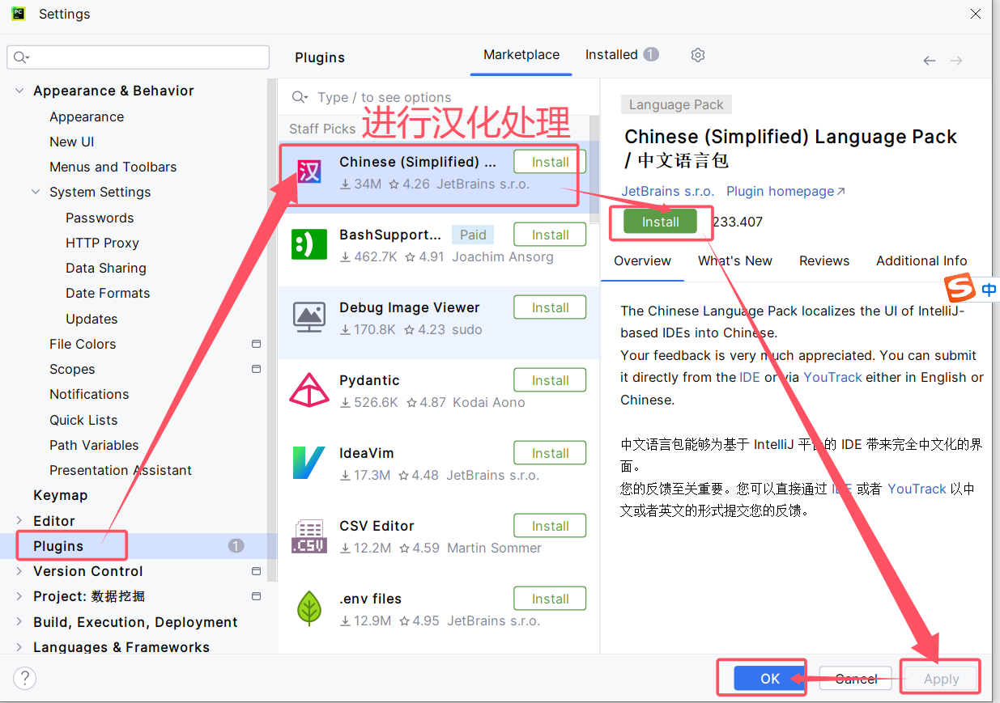 PC
Settings
Appearance & Behavior
Appearance
New UI
Menus and Toolbars
System Settings
Passwords
HTTP Proxy
Data Sharing
Date Formats
Updates
File Colors
Scopes
Notifications
Quick Lists
Path Variables
Presentation Assistant
Keymap
Editor
Plugins 1
Version Control
Project: 数据挖掘
Build, Execution, Deployment
Languages & Frameworks
?
Plugins
Marketplace Installed 1
Type / to see options
进行汉化处理
Staff Picks
汉
Chinese (Simplified) ... Install
34M 4.26 JetBrains s.r.o.
BashSupport... Paid Install
462.7K 4.91 Joachim Ansorg
Debug Image Viewer Install
170.8K 4.23 sudo
Pydantic Install
526.6K 4.87 Kodai Aono
IdeaVim Install
17.3M 4.48 JetBrains s.r.o.
.CSV
CSV Editor Install
12.2M 4.59 Martin Sommer
.env files Install
12.9M 4.95 JetBrains s.r.o.
Language Pack
Chinese (Simplified) Language Pack
/ 中文语言包
JetBrains s.r.o. Plugin homepage
Install 233.407
Overview What's New Reviews Additional Info
S 中
The Chinese Language Pack localizes the UI of IntelliJ-
based IDEs into Chinese.
Your feedback is very much appreciated. You can submit
it directly from the IDE or via YouTrack either in English or
Chinese.
中文语言包能够为基于 IntelliJ 平台的 IDE 带来完全中文化的界
面。
您的反馈至关重要。您可以直接通过 IDE 或者 YouTrack 以中
文或者英文的形式提交您的反馈。
OK Cancel Apply